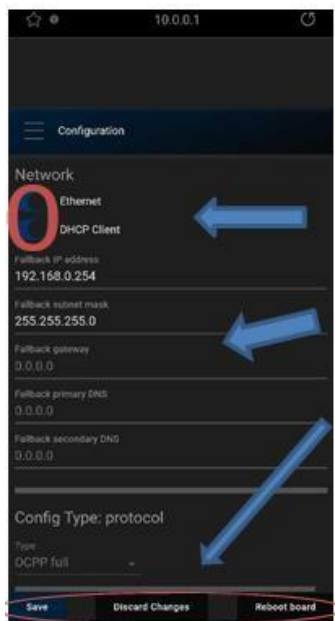 10.0.0.1
Configuration
Network
Ethernet
DHCP Client
Fallback IP address
192.168.0.254
Fallback subnet mask
255.255.255.0
Fallback gateway
0.0.0.0
Fallback primary DNS
0.0.0.0
Fallback secondary DNS
0.0.0.0
Config Type: protocol
Type
OCPP full
Save Discard Changes Reboot board